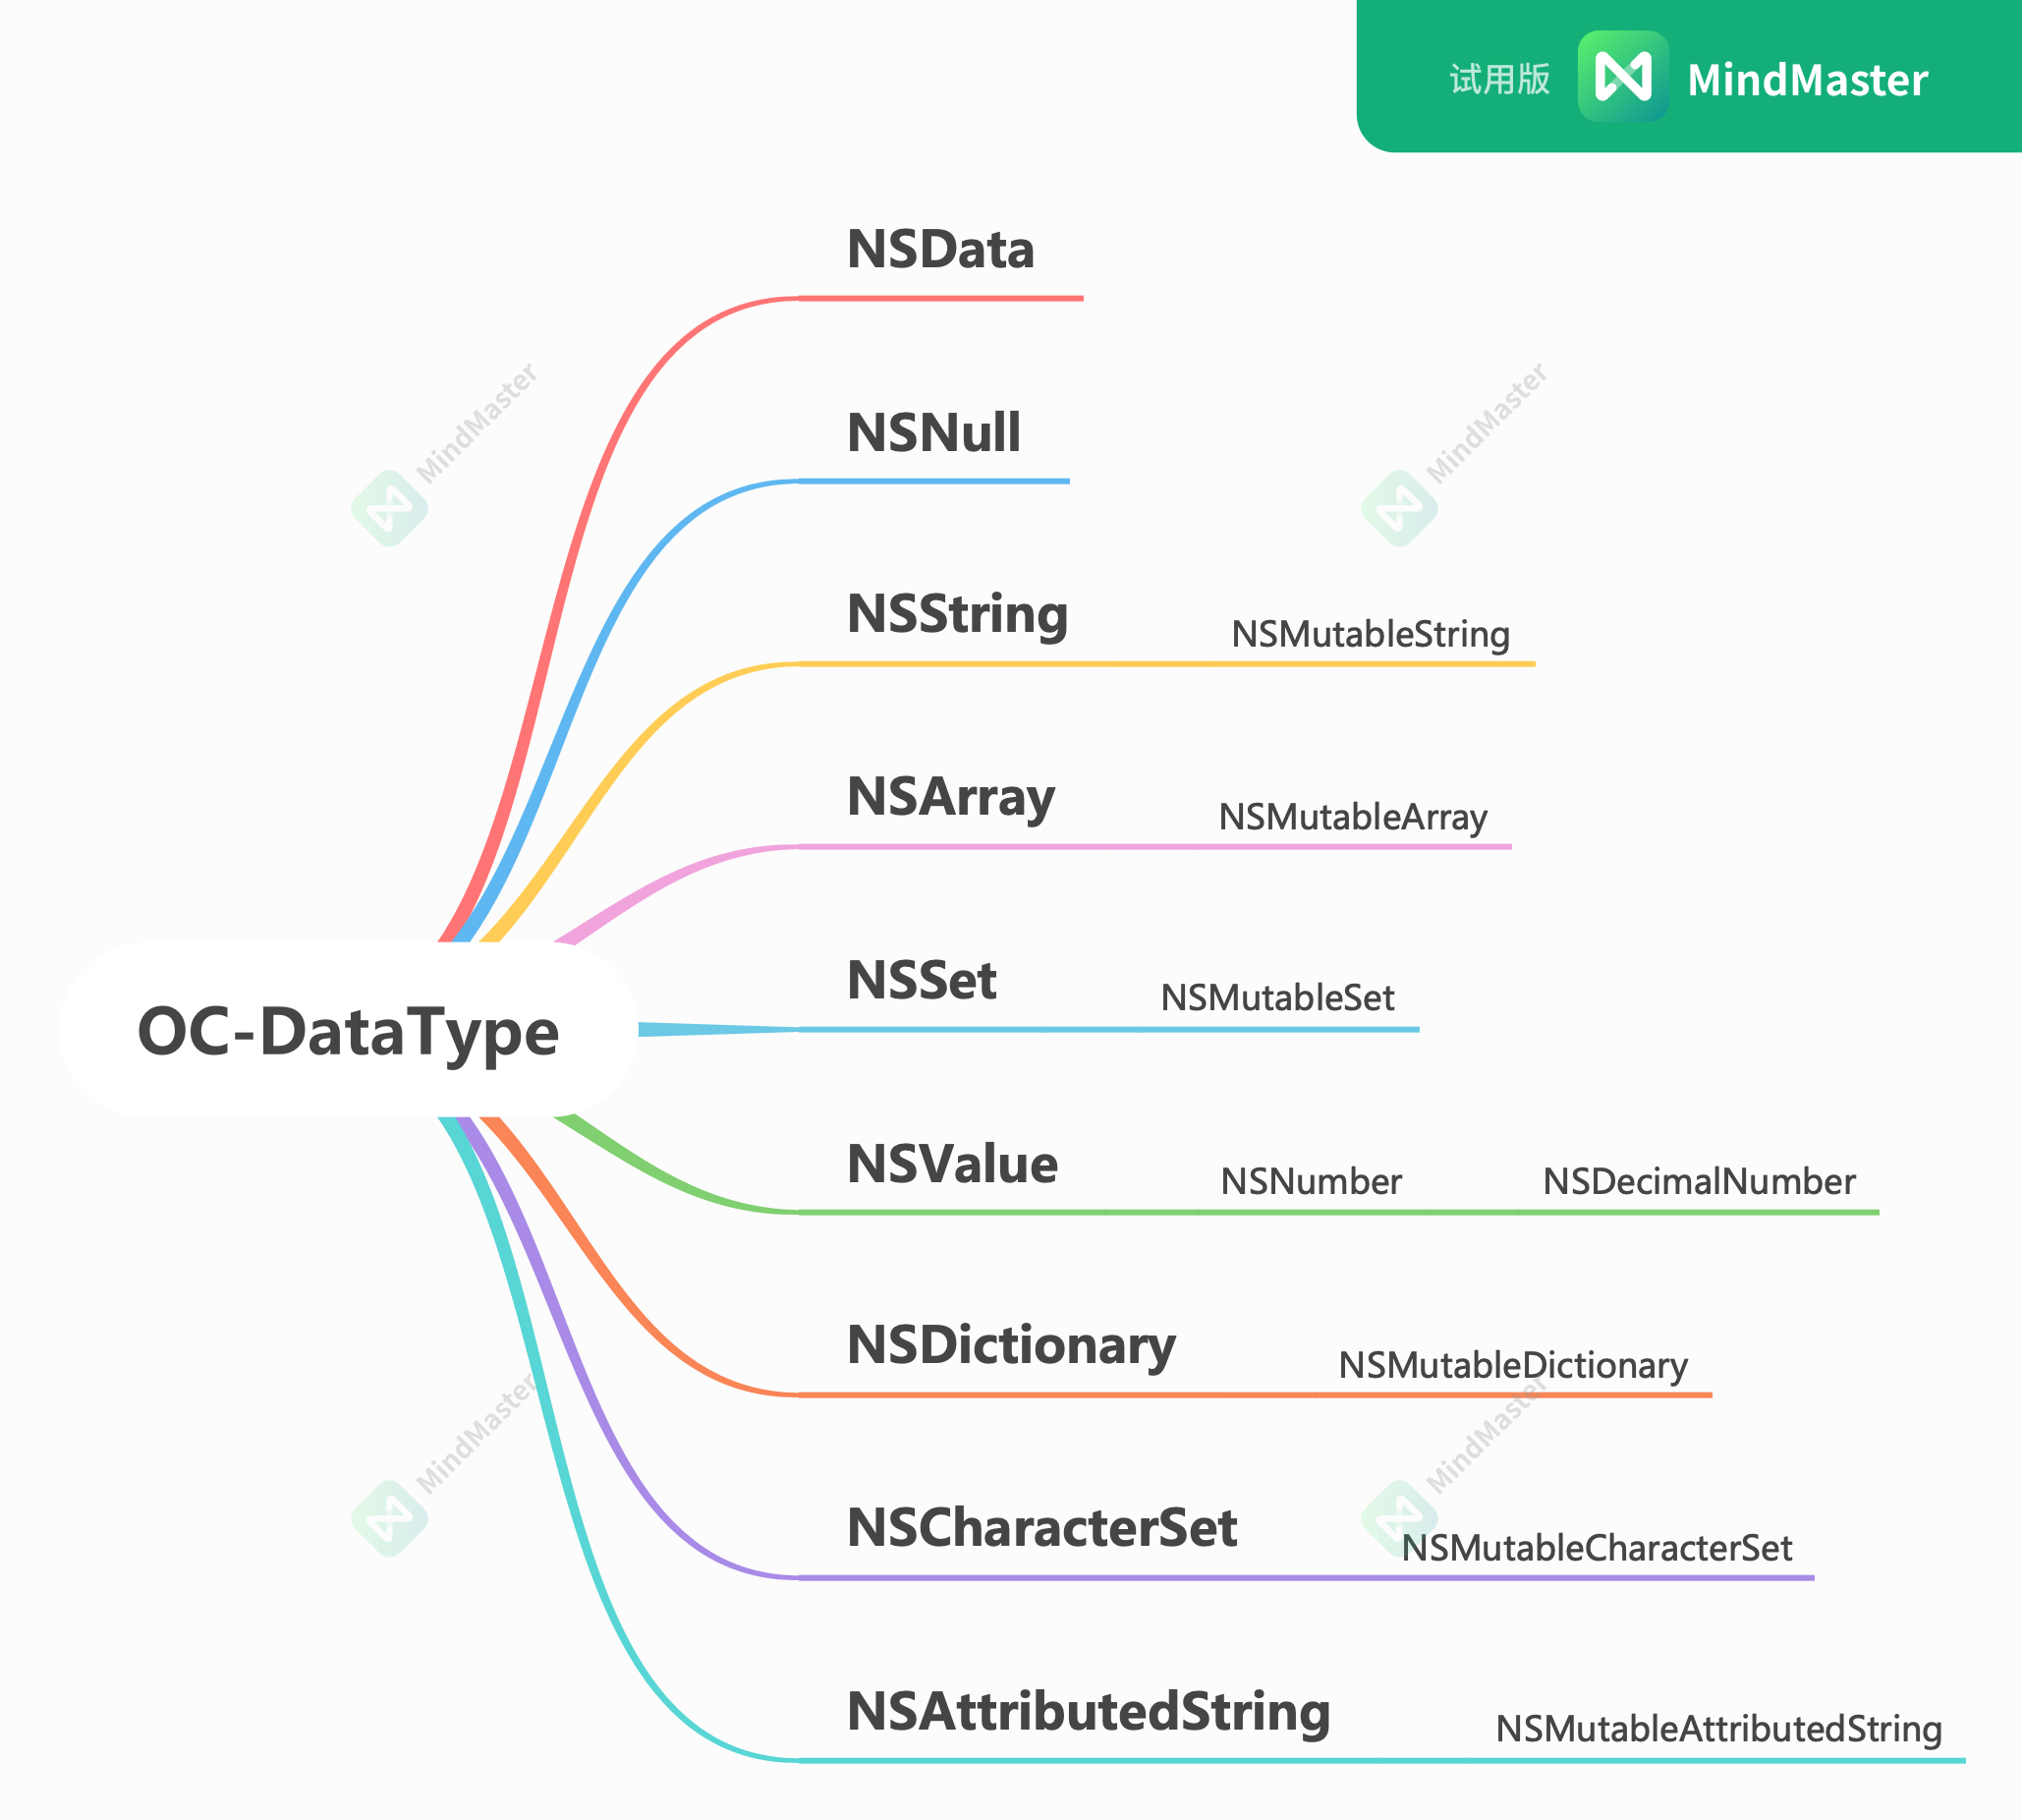 试用版 MindMaster
NSData
MindMaster
MindMaster
NSNull
NSString NSMutableString
NSArray NSMutableArray
NSSet NSMutableSet
OC-DataType
NSValue NSNumber NSDecimalNumber
NSDictionary NSMutableDictionary
MindMaster
MindMaster
NSCharacterSet NSMutableCharacterSet
NSAttributedString NSMutableAttributedString